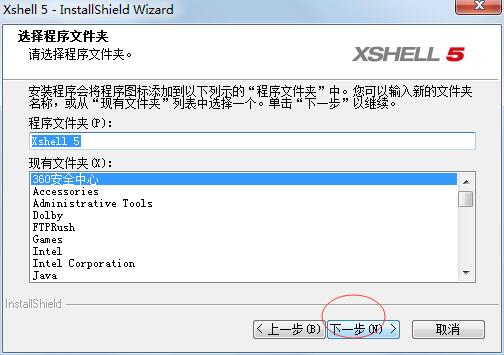 Xshell 5 - InstallShield Wizard
选择程序文件夹
请选择程序文件夹。
XSHELL 5
安装程序会将程序图标添加到以下列示的“程序文件夹”中。您可以输入新的文件夹
名称，或从“现有文件夹”列表中选择一个。单击“下一步”以继续。
程序文件夹(P):
Xshell 5
现有文件夹(X):
360安全中心
Accessories
Administrative Tools
Dolby
FTPRush
Games
Intel
Intel Corporation
Java
InstallShield
< 上一步(B)
下一步(N) >
取消